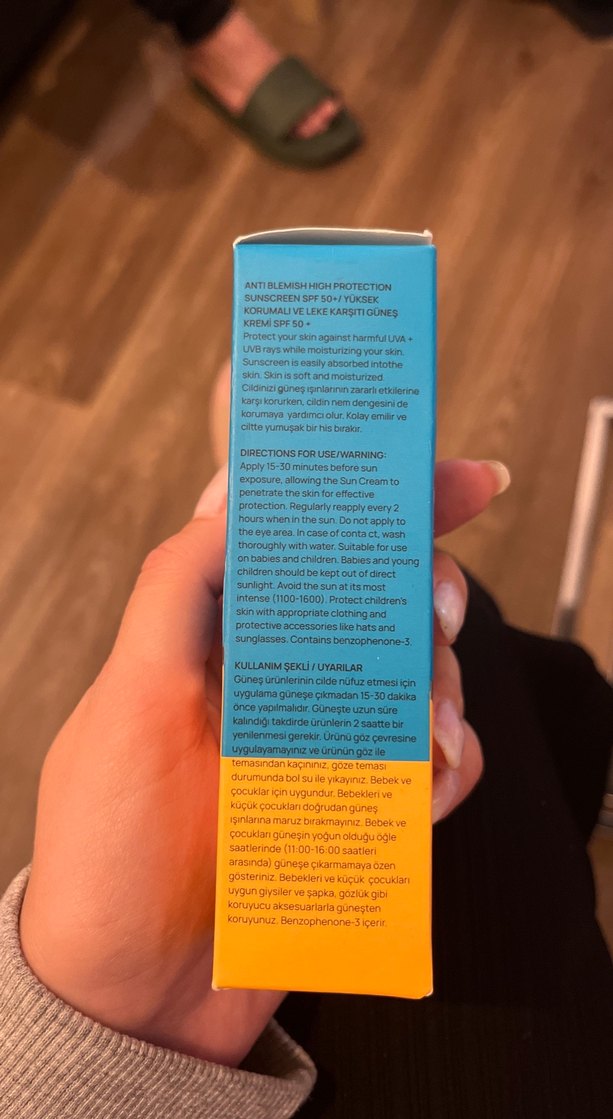 ANTI BLEMISH HIGH PROTECTION
SUNSCREEN SPF 50+/ YÜKSEK
KORUMALI VE LEKE KARŞITI GÜNEŞ
KREMİ SPF 50 +
Protect your skin against harmful UVA +
UVB rays while moisturizing your skin.
Sunscreen is easily absorbed intothe
skin. Skin is soft and moisturized.
Cildinizi güneş ışınlarının zararlı etkilerine
karşı korurken, cildin nem dengesini de
korumaya yardımcı olur. Kolay emilir ve
ciltte yumuşak bir his bırakır.
DIRECTIONS FOR USE/WARNING:
Apply 15-30 minutes before sun
exposure, allowing the Sun Cream to
penetrate the skin for effective
protection. Regularly reapply every 2
hours when in the sun. Do not apply to
the eye area. In case of conta ct, wash
thoroughly with water. Suitable for use
on babies and children. Babies and young
children should be kept out of direct
sunlight. Avoid the sun at its most
intense (1100-1600). Protect children's
skin with appropriate clothing and
protective accessories like hats and
sunglasses. Contains benzophenone-3.
KULLANIM ŞEKLİ / UYARILAR
Güneş ürünlerinin cilde nüfuz etmesi için
uygulama güneşe çıkmadan 15-30 dakika
önce yapılmalıdır. Güneşte uzun süre
kalındığı takdirde ürünlerin 2 saatte bir
yenilenmesi gerekir. Ürünü göz çevresine
uygulayamayınız ve ürünün göz ile
temasından kaçınınız, göze teması
durumunda bol su ile yıkayınız. Bebek ve
çocuklar için uygundur. Bebekleri ve
küçük çocukları doğrudan güneş
ışınlarına maruz bırakmayınız. Bebek ve
çocukları güneşin yoğun olduğu öğle
saatlerinde (11:00-16:00 saatleri
arasında) güneşe çıkarmamaya özen
gösteriniz. Bebekleri ve küçük çocukları
uygun giysiler ve şapka, gözlük gibi
koruyucu aksesuarlarla güneşten
koruyunuz. Benzophenone-3 içerir.